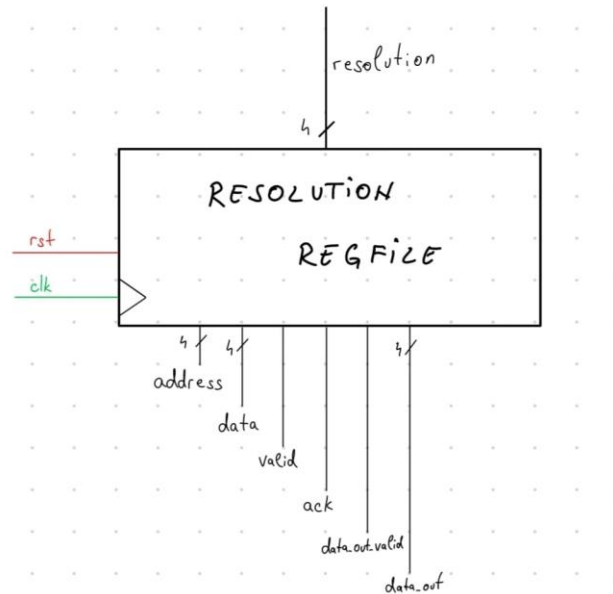 resolution
4
RESOLUTION
REGFILE
rst
clk
4
4
4
address
data
valid
ack
data_out_valid
data_out